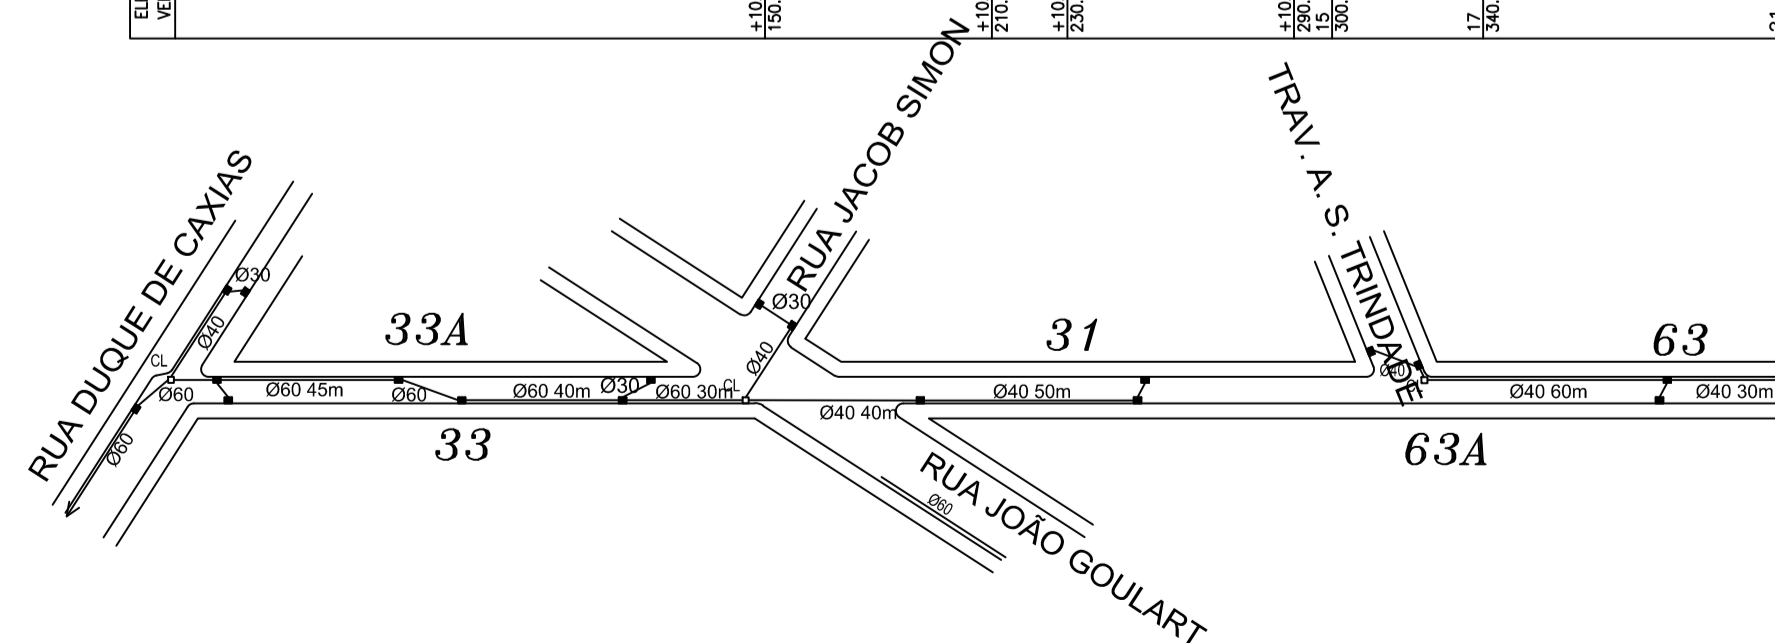 +10
150.
+10
210.
+10
230.
+10
290.
15
300.
17
340.
RUA DUQUE DE CAXIAS
RUA JACOB SIMON
TRAV. A. S. TRINDADE
Ø30
Ø40
CL
33A
Ø30
Ø40
31
63
Ø60
Ø60 45m
Ø60
Ø60 40m
Ø30
Ø60 30m
CL
Ø40 40m
Ø40 50m
Ø40
Ø40 60m
Ø40 30m
Ø60
33
63A
Ø60
RUA JOÃO GOULART